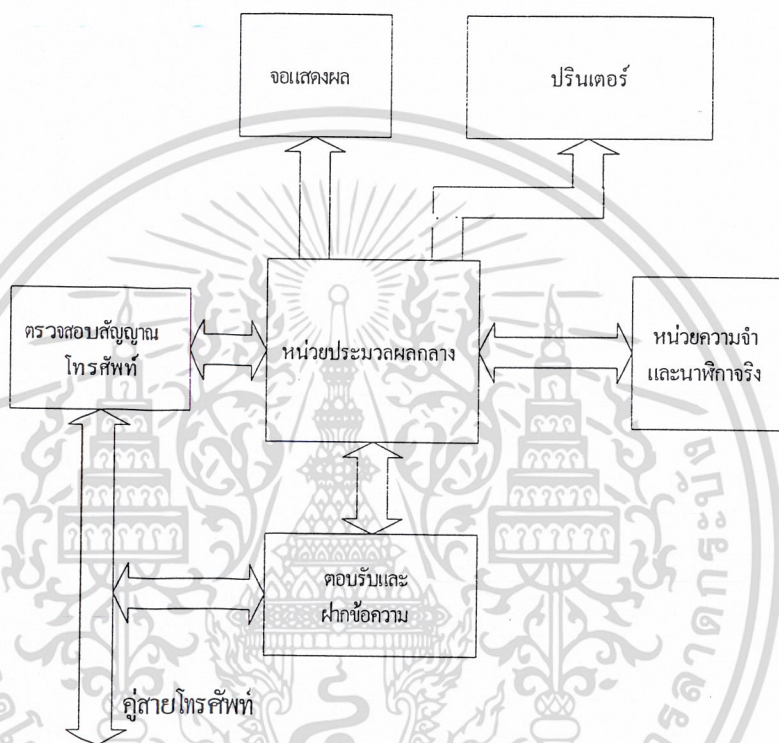 จอแสดงผล
ปรินเตอร์
ตรวจสอบสัญญาณ
โทรศัพท์
หน่วยประมวลผลกลาง
หน่วยความจำ
และนาฬิกาจริง
ตอบรับและ
ฝากข้อความ
คู่สายโทรศัพท์